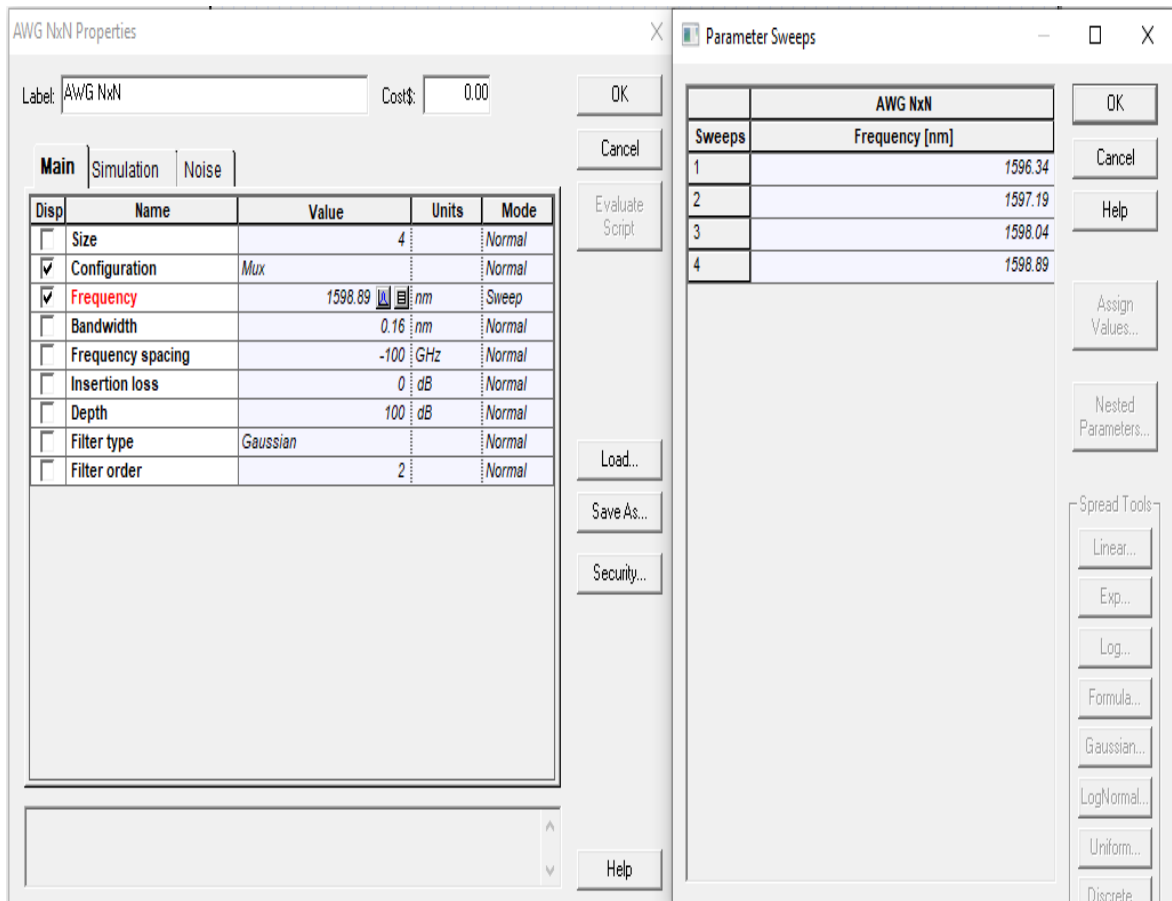 AWG NxN Properties
Label: AWG NxN Cost$: 0.00
OK
Cancel
Evaluate
Script
Main Simulation Noise
Disp Name Value Units Mode
Size 4 Normal
Configuration Mux Normal
Frequency 1598.89 nm Sweep
Bandwidth 0.16 nm Normal
Frequency spacing -100 GHz Normal
Insertion loss 0 dB Normal
Depth 100 dB Normal
Filter type Gaussian Normal
Filter order 2 Normal
Load...
Save As...
Security...
Help
Parameter Sweeps
AWG NxN
Sweeps Frequency [nm]
1 1596.34
2 1597.19
3 1598.04
4 1598.89
OK
Cancel
Help
Assign
Values...
Nested
Parameters...
Spread Tools
Linear...
Exp...
Log...
Formula...
Gaussian...
LogNormal...
Uniform...
Discrete...